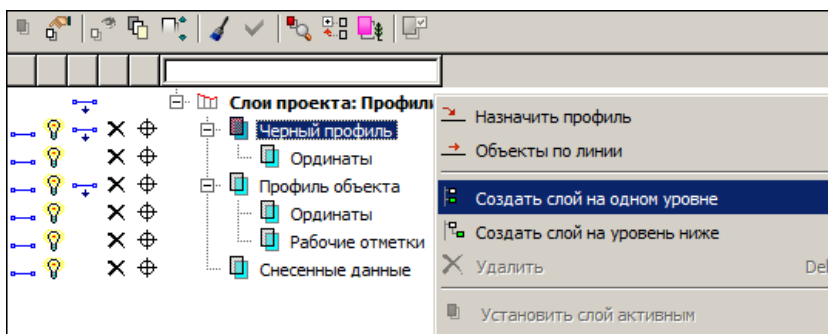 Слои проекта: Профили
Черный профиль
Ординаты
Профиль объекта
Ординаты
Рабочие отметки
Снесенные данные
Назначить профиль
Объекты по линии
Создать слой на одном уровне
Создать слой на уровень ниже
Удалить Del
Установить слой активным